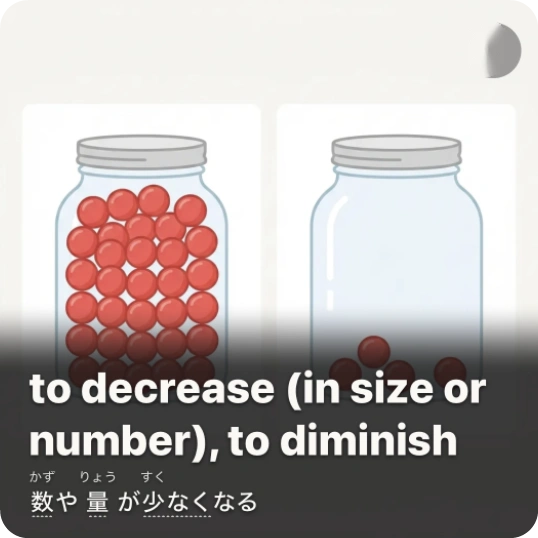 to decrease (in size or
number), to diminish
かず りょう すく
数や 量 が少なくなる